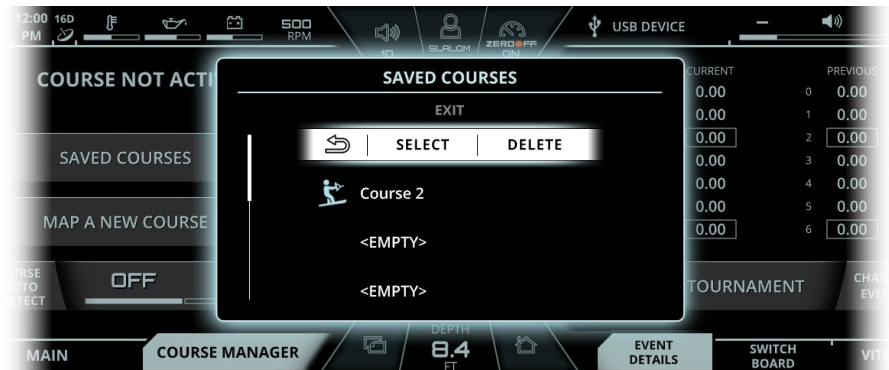 12:00 16D
PM
500
RPM
10
SLALOM
ZEROOFF
ON
USB DEVICE
COURSE NOT ACTI
SAVED COURSES
MAP A NEW COURSE
OFF
SAVED COURSES
EXIT
SELECT DELETE
Course 2
<EMPTY>
<EMPTY>
CURRENT PREVIOUS
0.00 0 0.00
0.00 1 0.00
0.00 2 0.00
0.00 3 0.00
0.00 4 0.00
0.00 5 0.00
0.00 6 0.00
TOURNAMENT
MAIN
COURSE MANAGER
DEPTH
8.4
FT
EVENT
DETAILS
SWITCH
BOARD
VIT